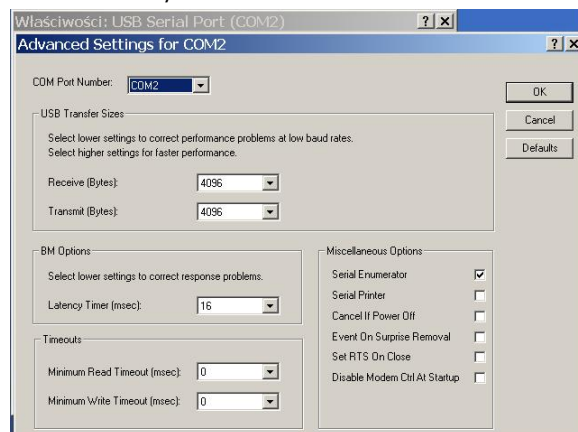 Właściwości: USB Serial Port (COM2)
Advanced Settings for COM2
COM Port Number: COM2
OK
Cancel
Defaults
USB Transfer Sizes
Select lower settings to correct performance problems at low baud rates.
Select higher settings for faster performance.
Receive (Bytes): 4096
Transmit (Bytes): 4096
BM Options
Select lower settings to correct response problems.
Latency Timer (msec): 16
Timeouts
Minimum Read Timeout (msec): 0
Minimum Write Timeout (msec): 0
Miscellaneous Options
Serial Enumerator
Serial Printer
Cancel If Power Off
Event On Surprise Removal
Set RTS On Close
Disable Modem Ctrl At Startup